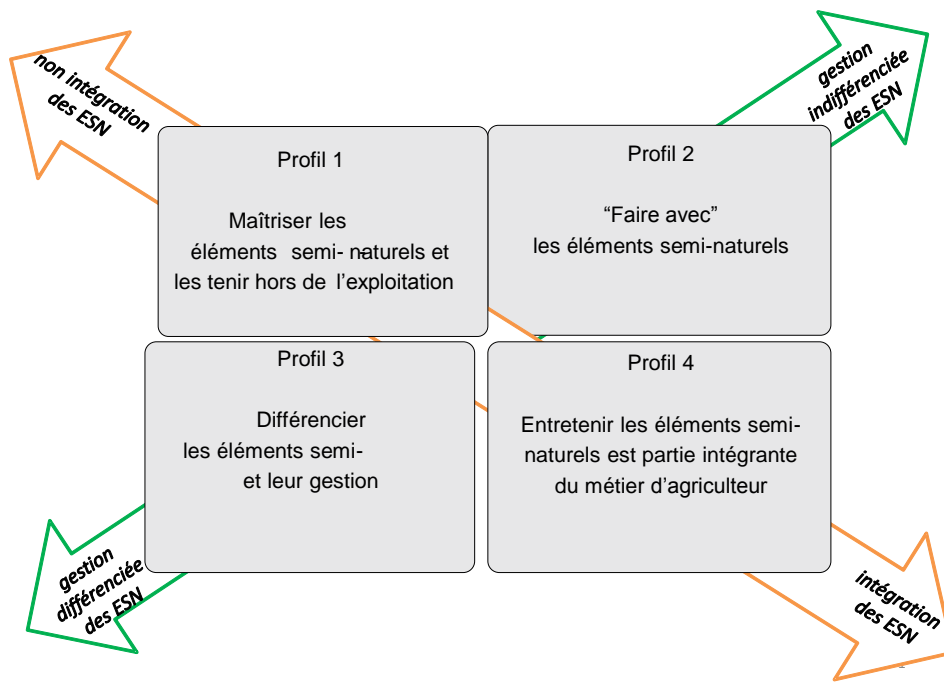 non intégration
des ESN
gestion
indifférenciée
des ESN
Profil 1
Maîtriser les
éléments semi- naturels et
les tenir hors de l’exploitation
Profil 2
“Faire avec”
les éléments semi-naturels
Profil 3
Différencier
les éléments semi-
et leur gestion
Profil 4
Entretenir les éléments semi-
naturels est partie intégrante
du métier d’agriculteur
gestion
différenciée
des ESN
intégration
des ESN